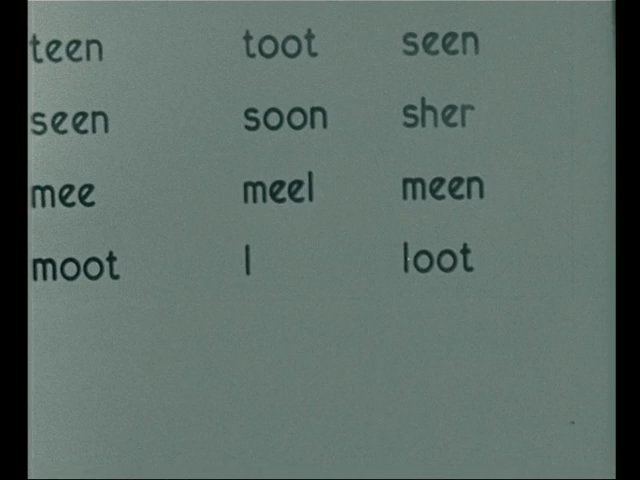 teen toot seen
seen soon sher
mee meel meen
moot l loot